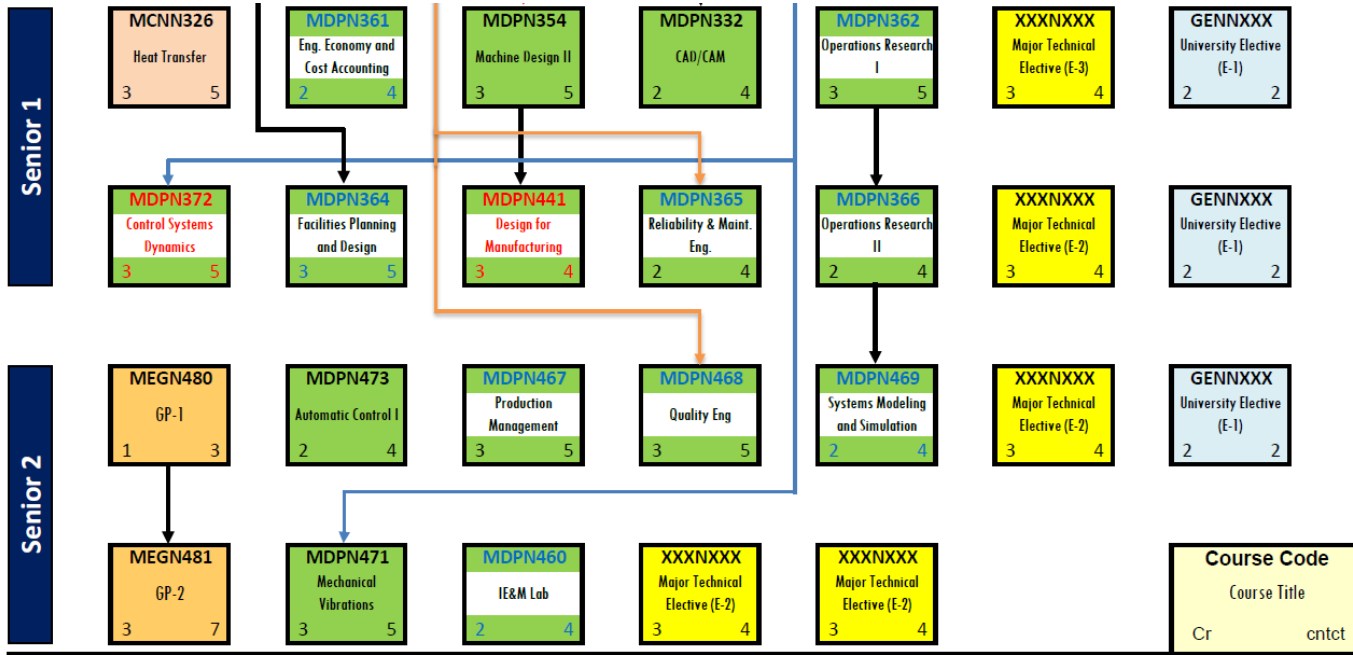 Senior 1
MCNN326
Heat Transfer
3 5
MDPN361
Eng. Economy and
Cost Accounting
2 4
MDPN354
Machine Design II
3 5
MDPN332
CAD/CAM
2 4
MDPN362
Operations Research
I
3 5
XXXNXXX
Major Technical
Elective (E-3)
3 4
GENNXXX
University Elective
(E-1)
2 2
MDPN372
Control Systems
Dynamics
3 5
MDPN364
Facilities Planning
and Design
3 5
MDPN441
Design for
Manufacturing
3 4
MDPN365
Reliability & Maint.
Eng.
2 4
MDPN366
Operations Research
II
2 4
XXXNXXX
Major Technical
Elective (E-2)
3 4
GENNXXX
University Elective
(E-1)
2 2
Senior 2
MEGN480
GP-1
1 3
MDPN473
Automatic Control I
2 4
MDPN467
Production
Management
3 5
MDPN468
Quality Eng
3 5
MDPN469
Systems Modeling
and Simulation
2 4
XXXNXXX
Major Technical
Elective (E-2)
3 4
GENNXXX
University Elective
(E-1)
2 2
MEGN481
GP-2
3 7
MDPN471
Mechanical
Vibrations
3 5
MDPN460
IE&M Lab
2 4
XXXNXXX
Major Technical
Elective (E-2)
3 4
XXXNXXX
Major Technical
Elective (E-2)
3 4
Course Code
Course Title
Cr cntct